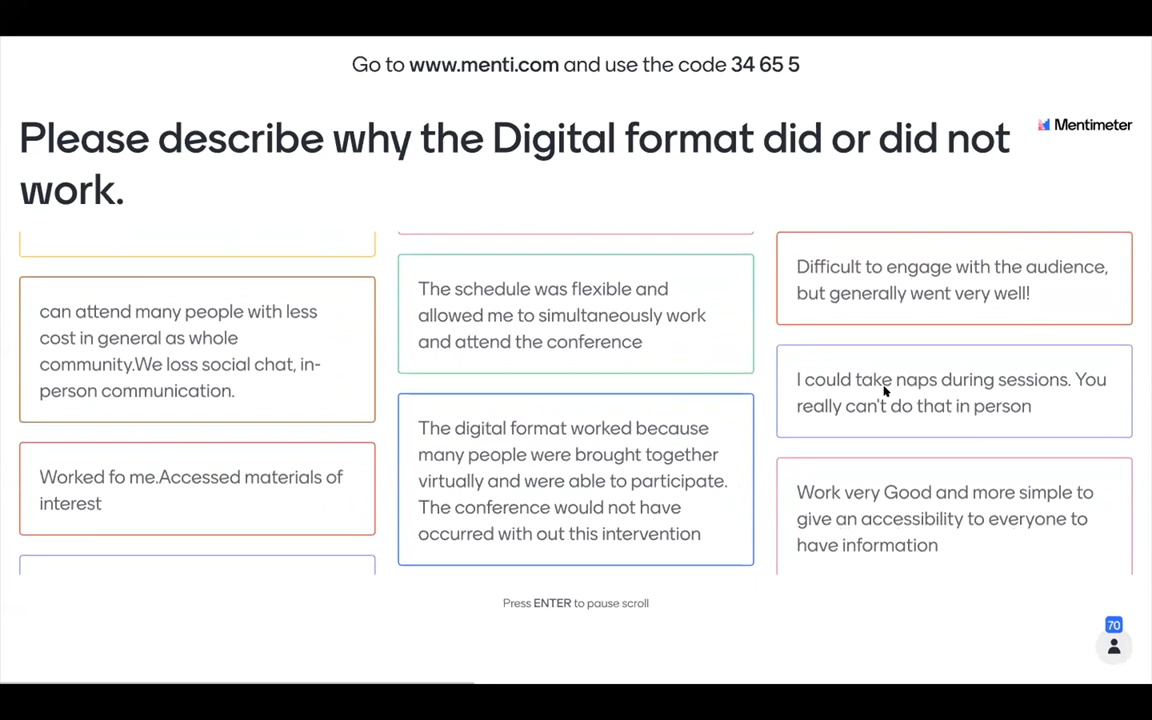 Go to www.menti.com and use the code 34 65 5
Please describe why the Digital format did or did not
work.
Mentimeter
can attend many people with less
cost in general as whole
community.We loss social chat, in-
person communication.
Worked fo me.Accessed materials of
interest
The schedule was flexible and
allowed me to simultaneously work
and attend the conference
The digital format worked because
many people were brought together
virtually and were able to participate.
The conference would not have
occurred with out this intervention
Difficult to engage with the audience,
but generally went very well!
I could take naps during sessions. You
really can't do that in person
Work very Good and more simple to
give an accessibility to everyone to
have information
Press ENTER to pause scroll
70